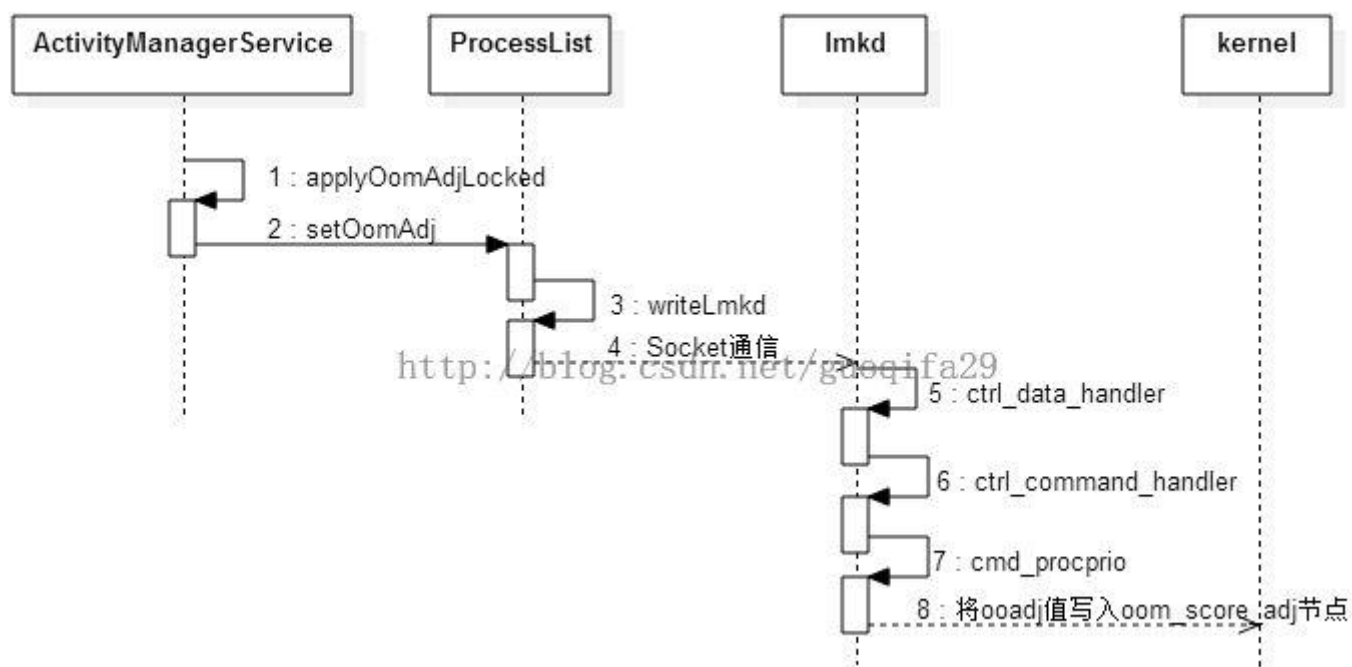 ActivityManagerService
ProcessList
lmkd
kernel
1 : applyOomAdjLocked
2 : setOomAdj
3 : writeLmkd
4 : Socket通信
http://blog.csdn.net/guoqifa29
5 : ctrl_data_handler
6 : ctrl_command_handler
7 : cmd_procprio
8 : 将ooadj值写入oom_score_adj节点